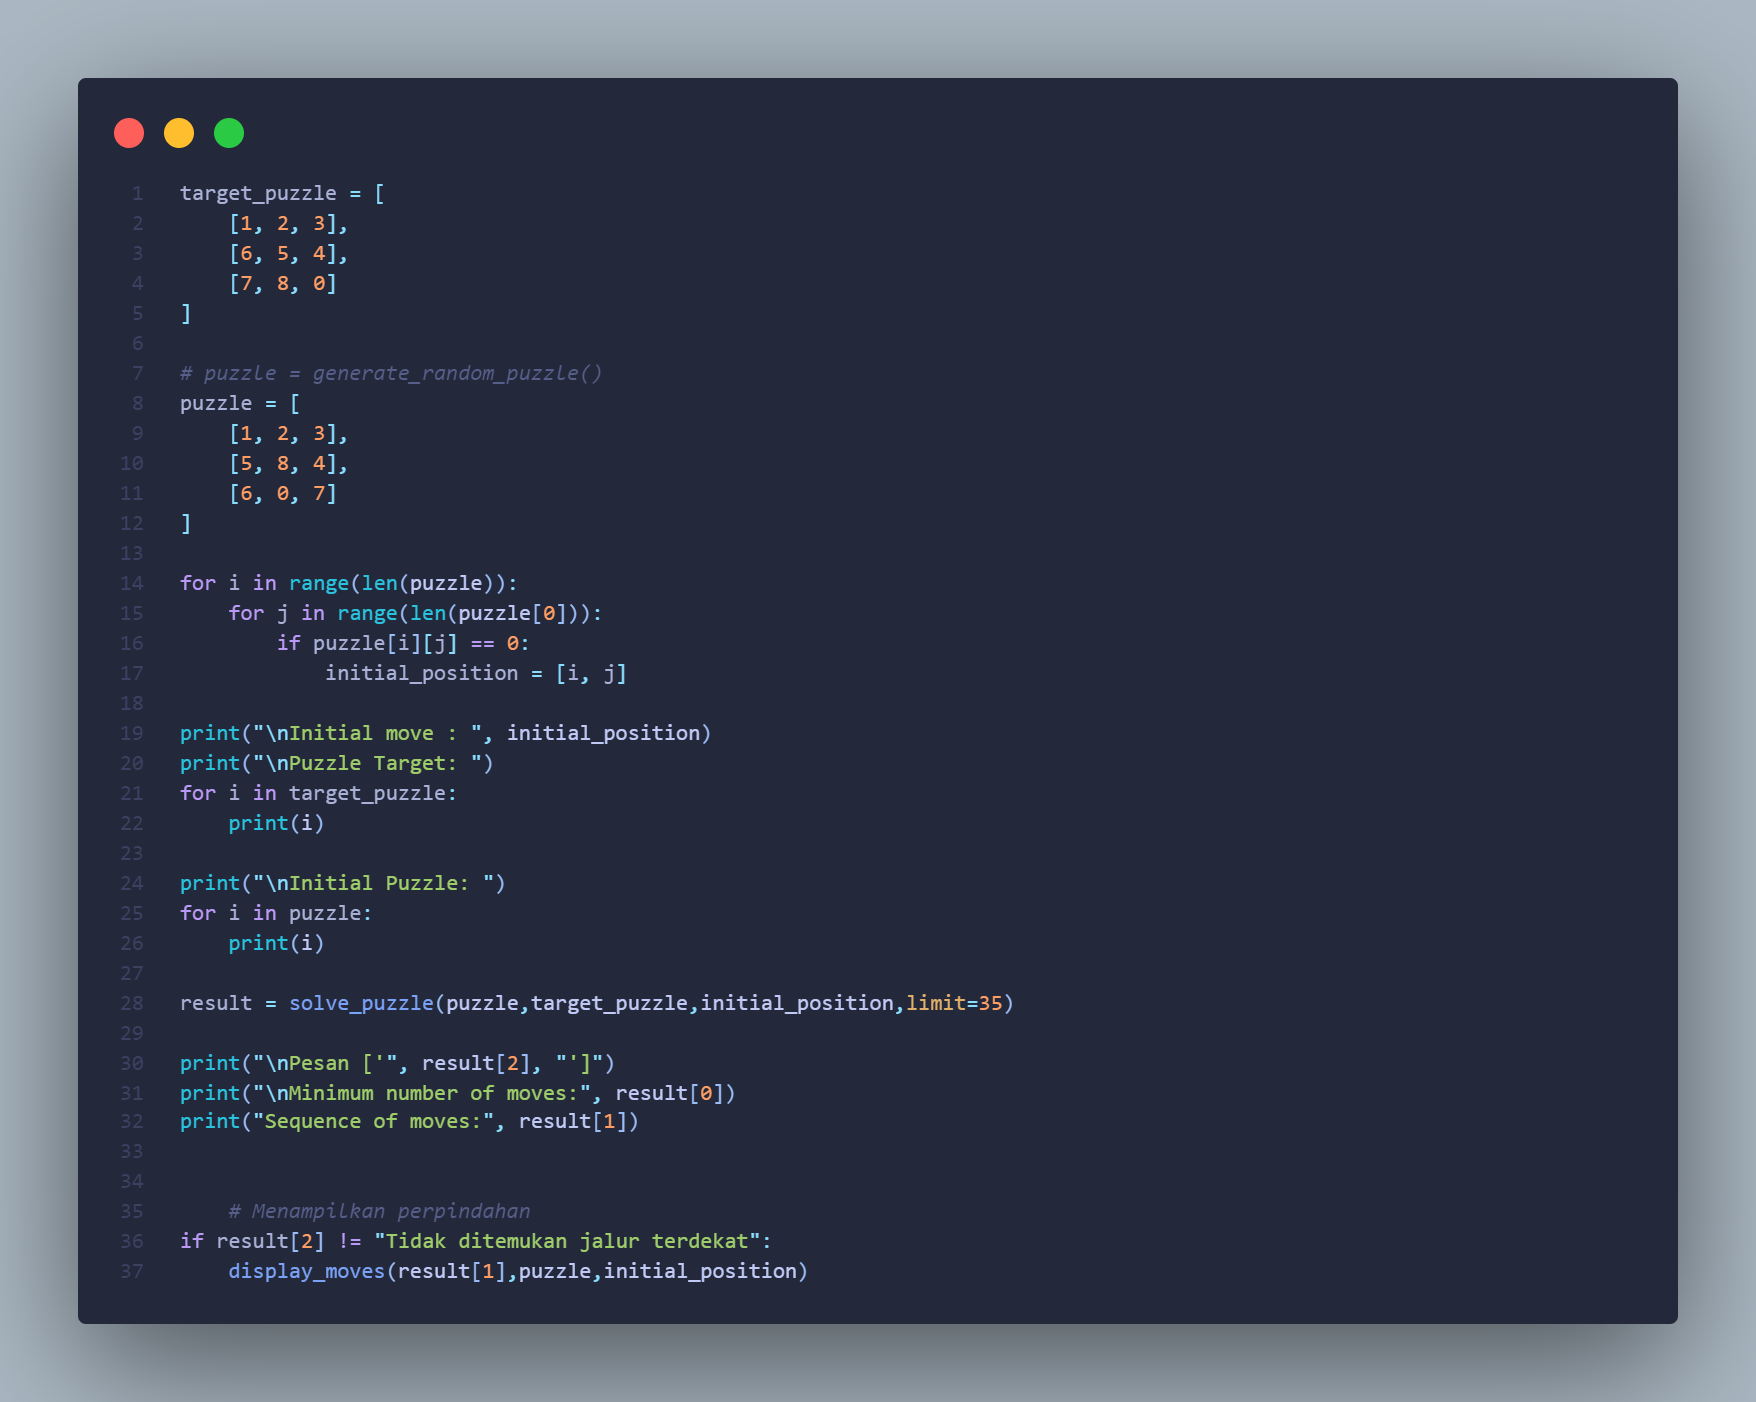 1 target_puzzle = [
2     [1, 2, 3],
3     [6, 5, 4],
4     [7, 8, 0]
5 ]
6
7 # puzzle = generate_random_puzzle()
8 puzzle = [
9     [1, 2, 3],
10     [5, 8, 4],
11     [6, 0, 7]
12 ]
13
14 for i in range(len(puzzle)):
15     for j in range(len(puzzle[0])):
16         if puzzle[i][j] == 0:
17             initial_position = [i, j]
18
19 print("\nInitial move : ", initial_position)
20 print("\nPuzzle Target: ")
21 for i in target_puzzle:
22     print(i)
23
24 print("\nInitial Puzzle: ")
25 for i in puzzle:
26     print(i)
27
28 result = solve_puzzle(puzzle,target_puzzle,initial_position,limit=35)
29
30 print("\nPesan ['", result[2], "']")
31 print("\nMinimum number of moves:", result[0])
32 print("Sequence of moves:", result[1])
33
34
35     # Menampilkan perpindahan
36 if result[2] != "Tidak ditemukan jalur terdekat":
37     display_moves(result[1],puzzle,initial_position)